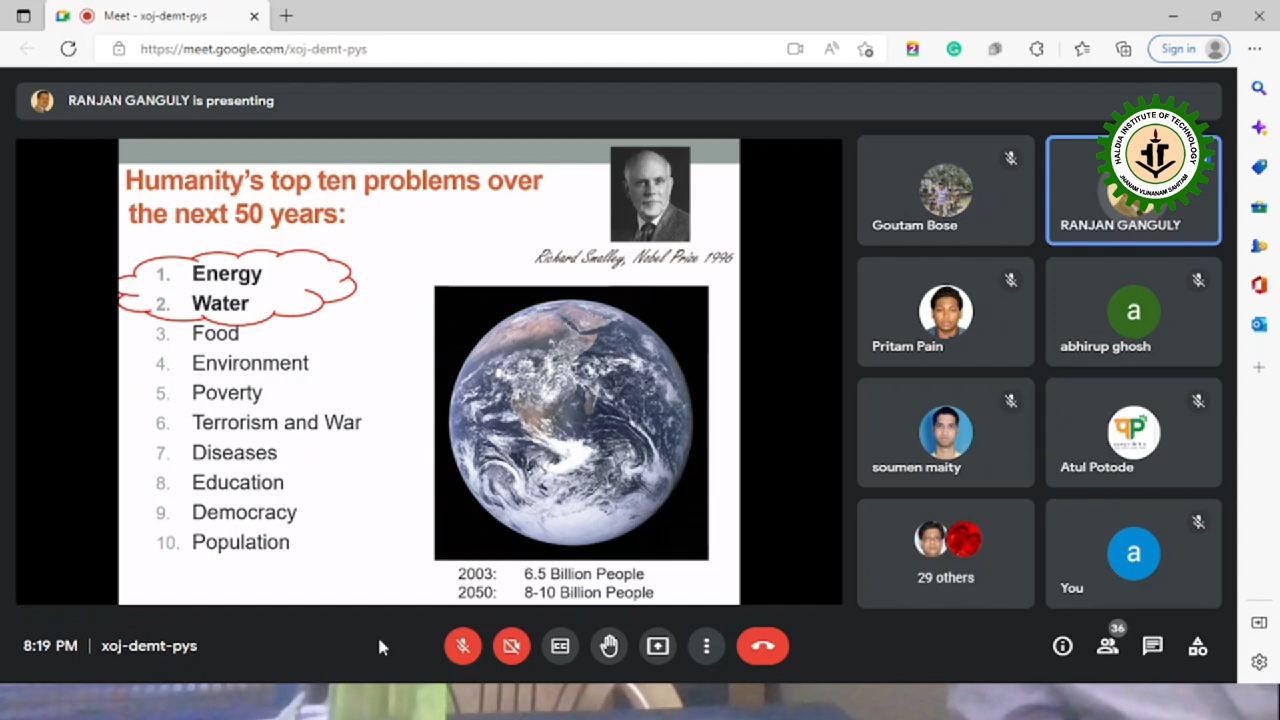 Meet - xoj-demt-pys
https://meet.google.com/xoj-demt-pys
Sign in
RANJAN GANGULY is presenting
Humanity's top ten problems over
the next 50 years:
Richard Smalley, Nobel Prize 1996
1. Energy
2. Water
3. Food
4. Environment
5. Poverty
6. Terrorism and War
7. Diseases
8. Education
9. Democracy
10. Population
2003: 6.5 Billion People
2050: 8-10 Billion People
Goutam Bose
HALDIA INSTITUTE OF TECHNOLOGY
JNANAM VIJNANAM SAHITAM
RANJAN GANGULY
Pritam Pain
a
abhirup ghosh
soumen maity
Atul Potode
29 others
a
You
8:19 PM
xoj-demt-pys
36